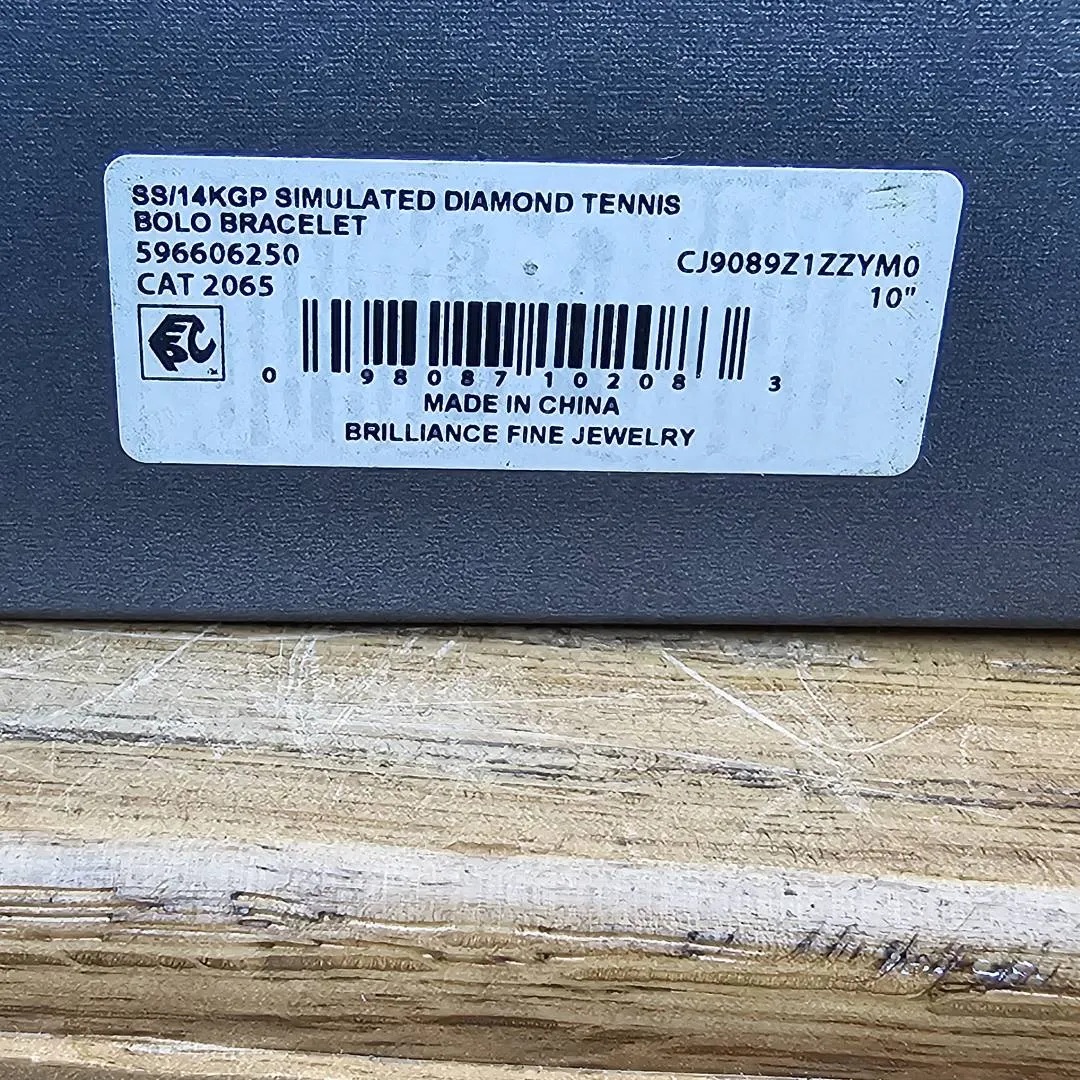 SS/14KGP SIMULATED DIAMOND TENNIS
BOLO BRACELET
596606250
CJ9089Z1ZZYM0
CAT 2065
10"
0 98087 10208 3
MADE IN CHINA
BRILLIANCE FINE JEWELRY